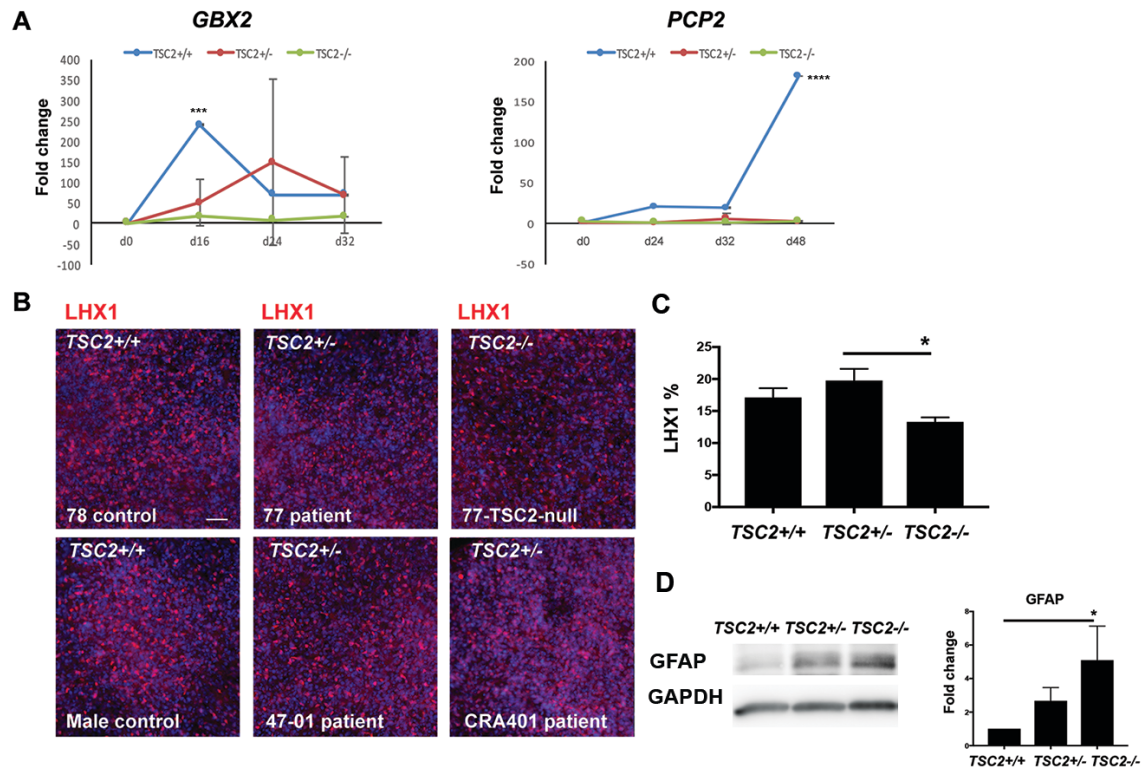 A
GBX2
TSC2+/+ TSC2+/- TSC2-/-
Fold change
400
350
300
250
200
150
100
50
0
-50
-100
***
d0 d16 d24 d32
PCP2
TSC2+/+ TSC2+/- TSC2-/-
Fold change
200
150
100
50
0
-50
****
d0 d24 d32 d48
B
LHX1 LHX1 LHX1
TSC2+/+ TSC2+/- TSC2-/-
78 control 77 patient 77-TSC2-null
TSC2+/+ TSC2+/- TSC2+/-
Male control 47-01 patient CRA401 patient
C
LHX1 %
25
20
15
10
5
0
*
TSC2+/+ TSC2+/- TSC2-/-
D
TSC2+/+ TSC2+/- TSC2-/-
GFAP
GAPDH
GFAP
Fold change
8
6
4
2
0
*
TSC2+/+ TSC2+/- TSC2-/-